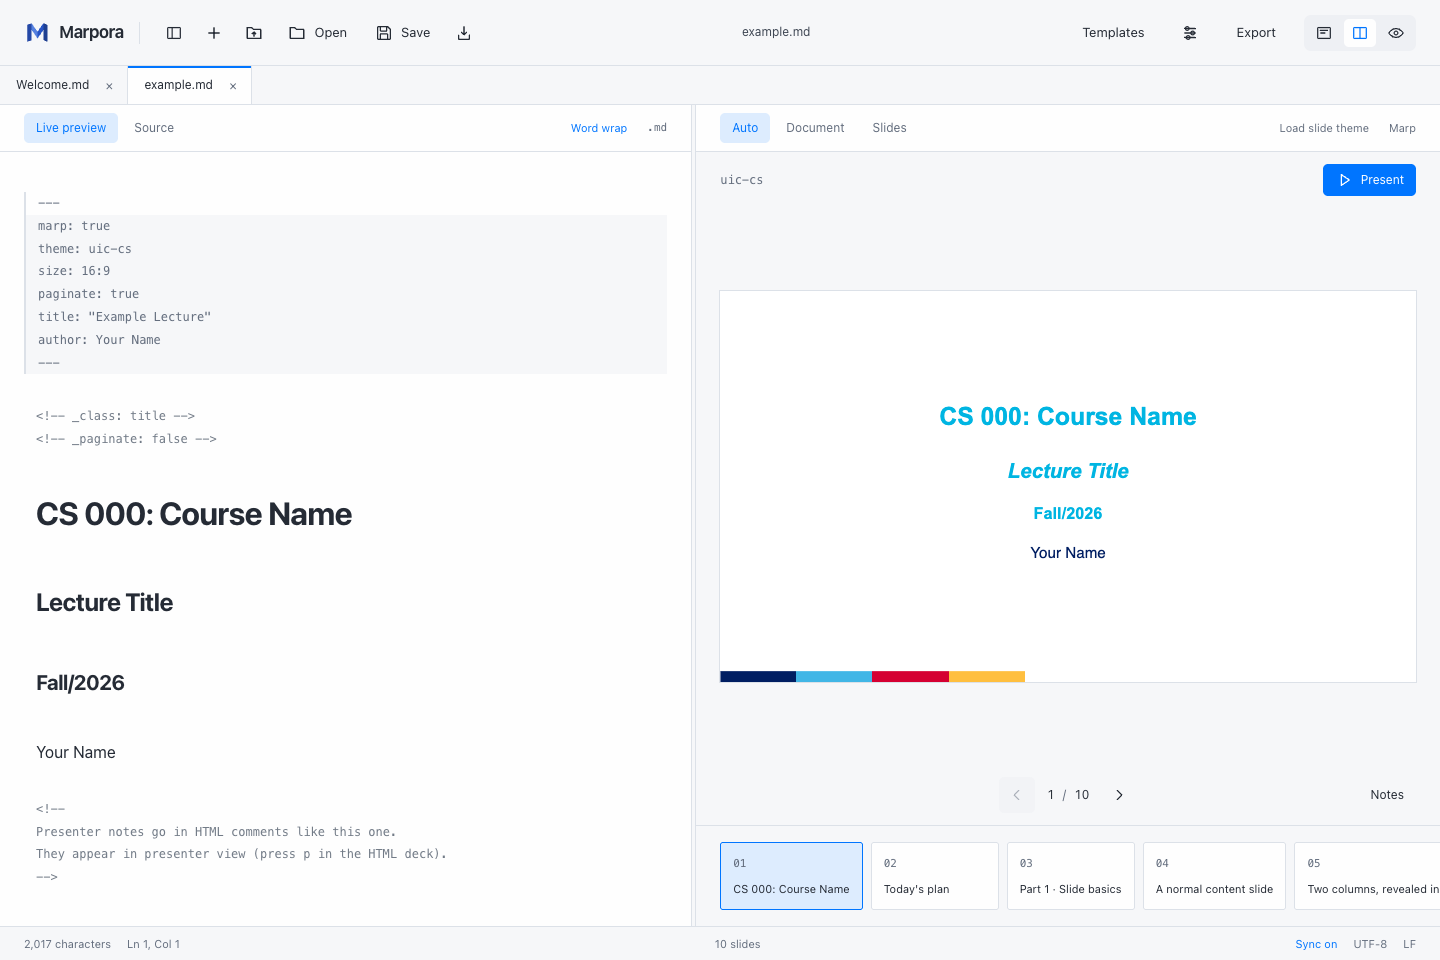 Marpora
Open
Save
example.md
Templates
Export
Welcome.md ×
example.md ×
Live preview
Source
Word wrap
.md
---
marp: true
theme: uic-cs
size: 16:9
paginate: true
title: "Example Lecture"
author: Your Name
---
<!-- _class: title -->
<!-- _paginate: false -->
CS 000: Course Name
Lecture Title
Fall/2026
Your Name
<!--
Presenter notes go in HTML comments like this one.
They appear in presenter view (press p in the HTML deck).
-->
Auto
Document
Slides
Load slide theme
Marp
uic-cs
Present
CS 000: Course Name
Lecture Title
Fall/2026
Your Name
1 / 10
Notes
01
CS 000: Course Name
02
Today's plan
03
Part 1 · Slide basics
04
A normal content slide
05
Two columns, revealed in
2,017 characters
Ln 1, Col 1
10 slides
Sync on
UTF-8
LF